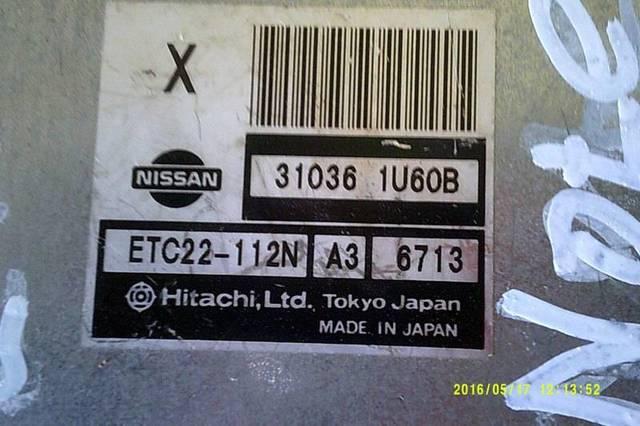 X
NISSAN
31036 1U60B
ETC22-112N A3 6713
Hitachi, Ltd. Tokyo Japan
MADE IN JAPAN
Note
2016/05/17 12:13:52